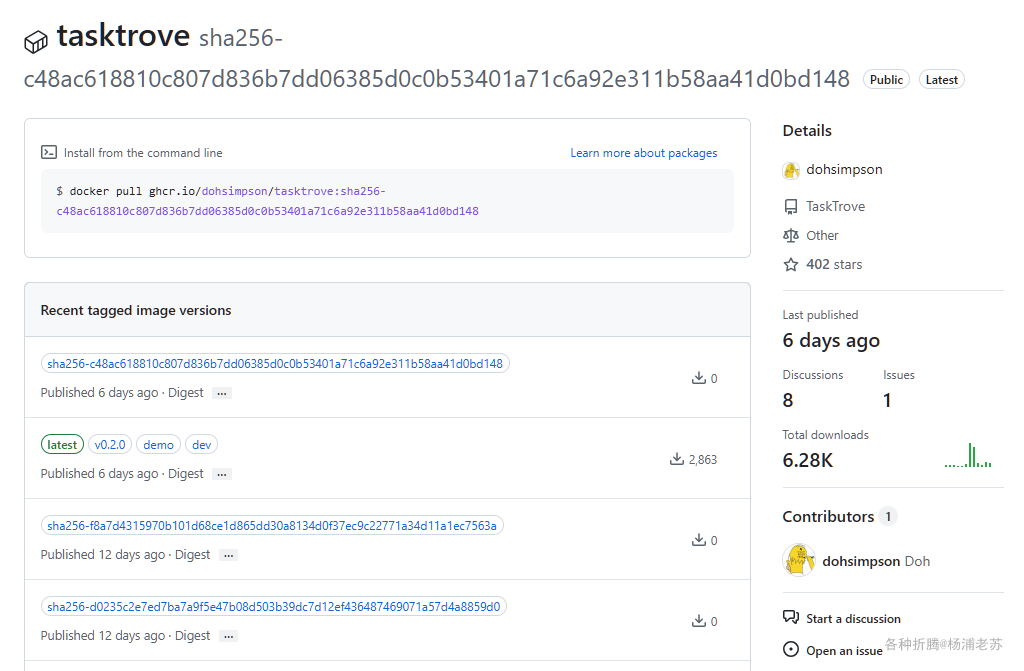 tasktrove sha256-
c48ac618810c807d836b7dd06385d0c0b53401a71c6a92e311b58aa41d0bd148 Public Latest
Install from the command line
Learn more about packages
$ docker pull ghcr.io/dohsimpson/tasktrove:sha256-
c48ac618810c807d836b7dd06385d0c0b53401a71c6a92e311b58aa41d0bd148
Recent tagged image versions
sha256-c48ac618810c807d836b7dd06385d0c0b53401a71c6a92e311b58aa41d0bd148
Published 6 days ago · Digest ...
0
latest v0.2.0 demo dev
Published 6 days ago · Digest ...
2,863
sha256-f8a7d4315970b101d68ce1d865dd30a8134d0f37ec9c22771a34d11a1ec7563a
Published 12 days ago · Digest ...
0
sha256-d0235c2e7ed7ba7a9f5e47b08d503b39dc7d12ef436487469071a57d4a8859d0
Published 12 days ago · Digest ...
0
Details
dohsimpson
TaskTrove
Other
402 stars
Last published
6 days ago
Discussions Issues
8 1
Total downloads
6.28K
Contributors 1
dohsimpson Doh
Start a discussion
Open an issue
各种折腾@杨浦老苏